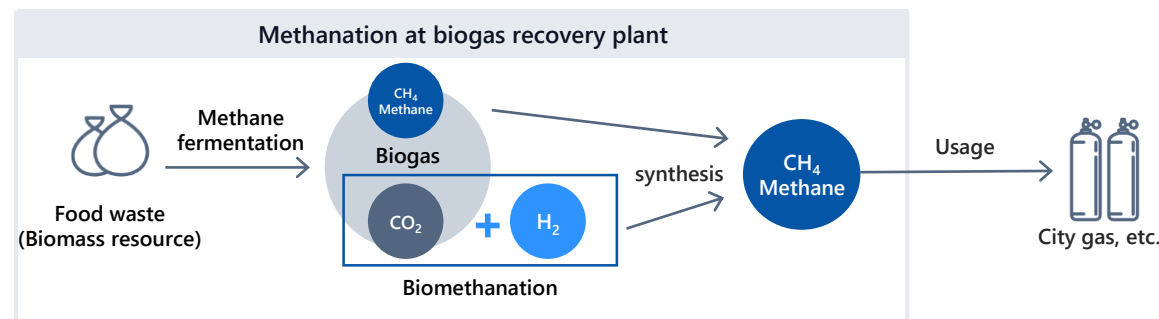 Methanation at biogas recovery plant
Food waste
(Biomass resource)
Methane
fermentation
CH₄
Methane
Biogas
CO₂
+
H₂
Biomethanation
synthesis
CH₄
Methane
Usage
City gas, etc.